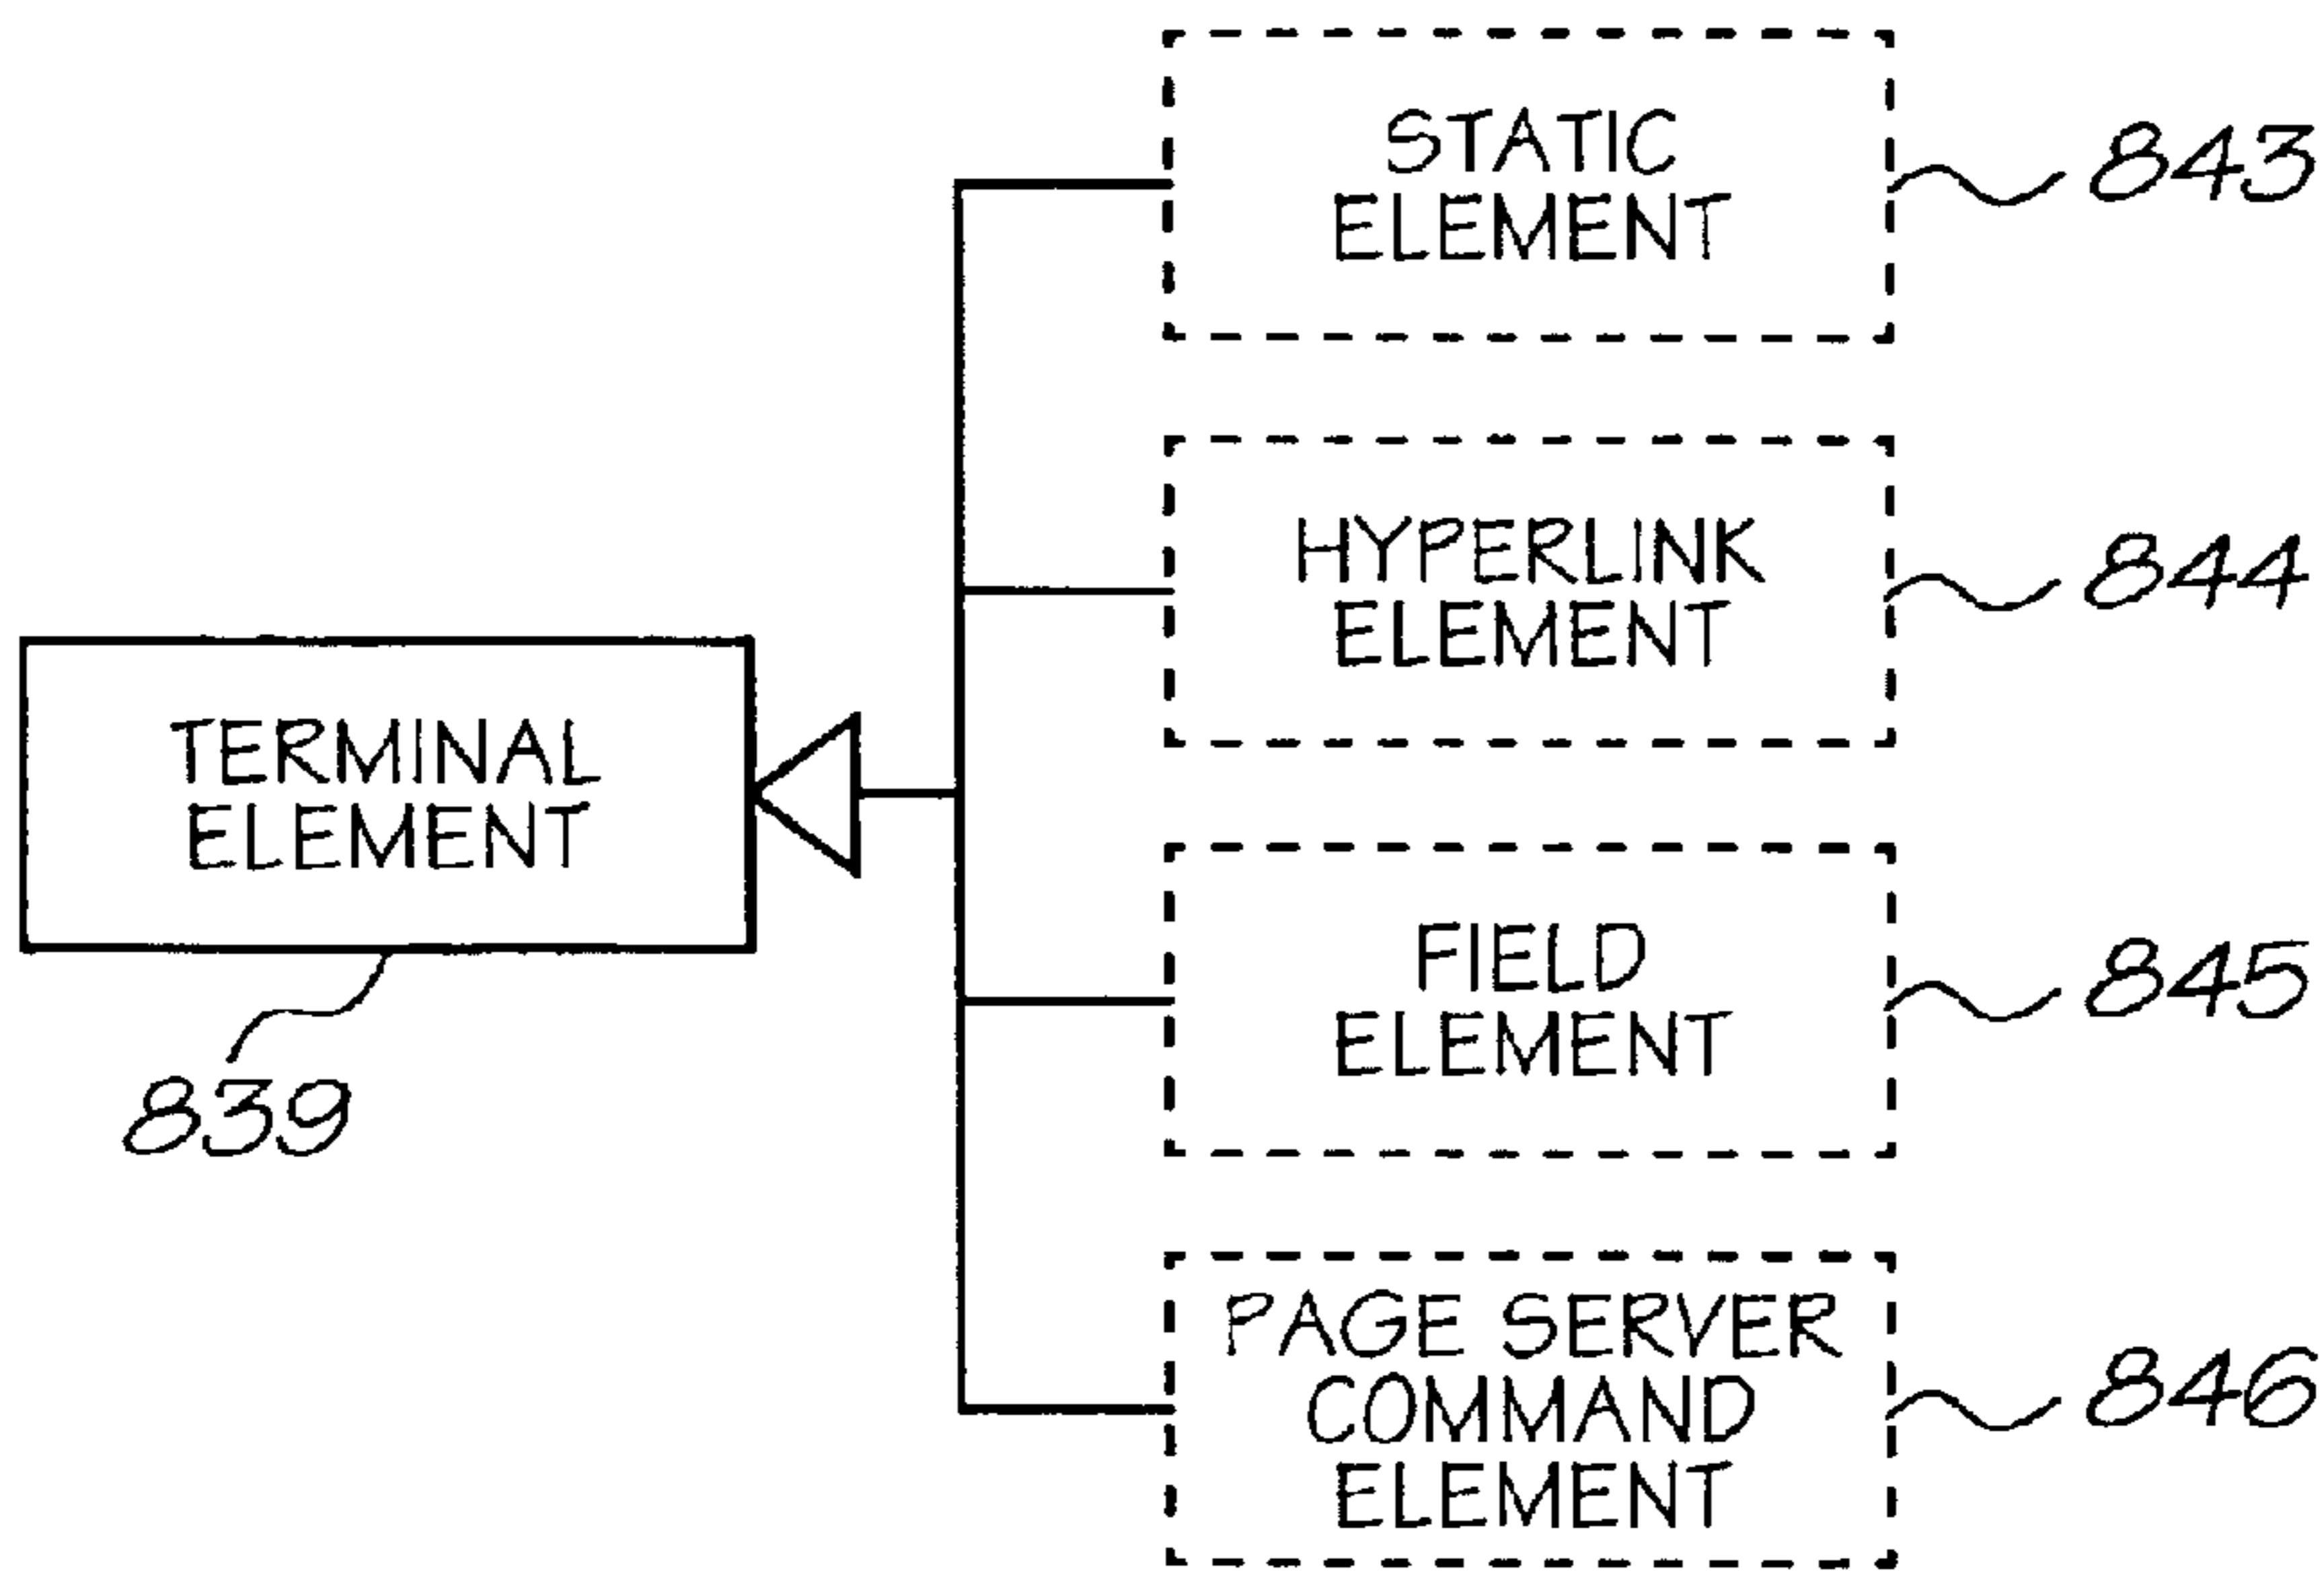 STATIC
ELEMENT
843
HYPERLINK
ELEMENT
844
TERMINAL
ELEMENT
839
FIELD
ELEMENT
845
PAGE SERVER
COMMAND
ELEMENT
846